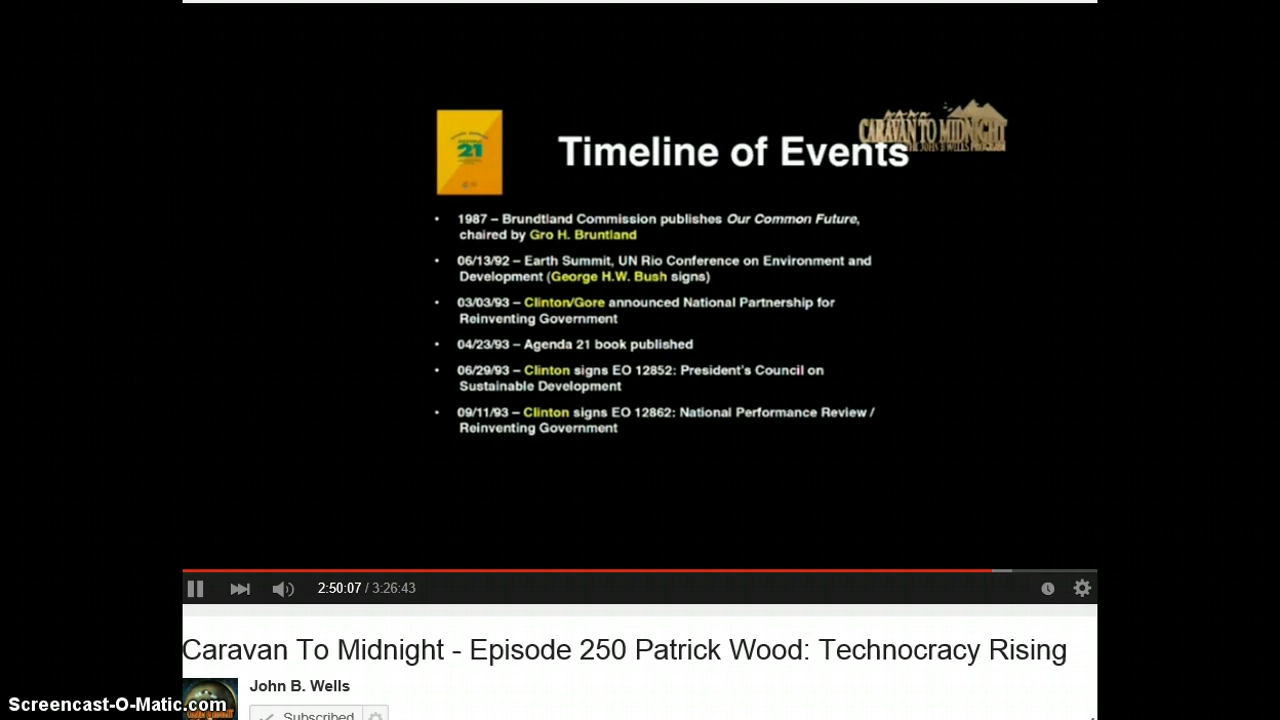 CARAVAN TO MIDNIGHT
THE JOHN B WELLS PROGRAM
21
Timeline of Events
• 1987 – Brundtland Commission publishes Our Common Future,
chaired by Gro H. Bruntland
• 06/13/92 – Earth Summit, UN Rio Conference on Environment and
Development (George H.W. Bush signs)
• 03/03/93 – Clinton/Gore announced National Partnership for
Reinventing Government
• 04/23/93 – Agenda 21 book published
• 06/29/93 – Clinton signs EO 12852: President's Council on
Sustainable Development
• 09/11/93 – Clinton signs EO 12862: National Performance Review /
Reinventing Government
2:50:07 / 3:26:43
Caravan To Midnight - Episode 250 Patrick Wood: Technocracy Rising
John B. Wells
Subscribed
Screencast-O-Matic.com